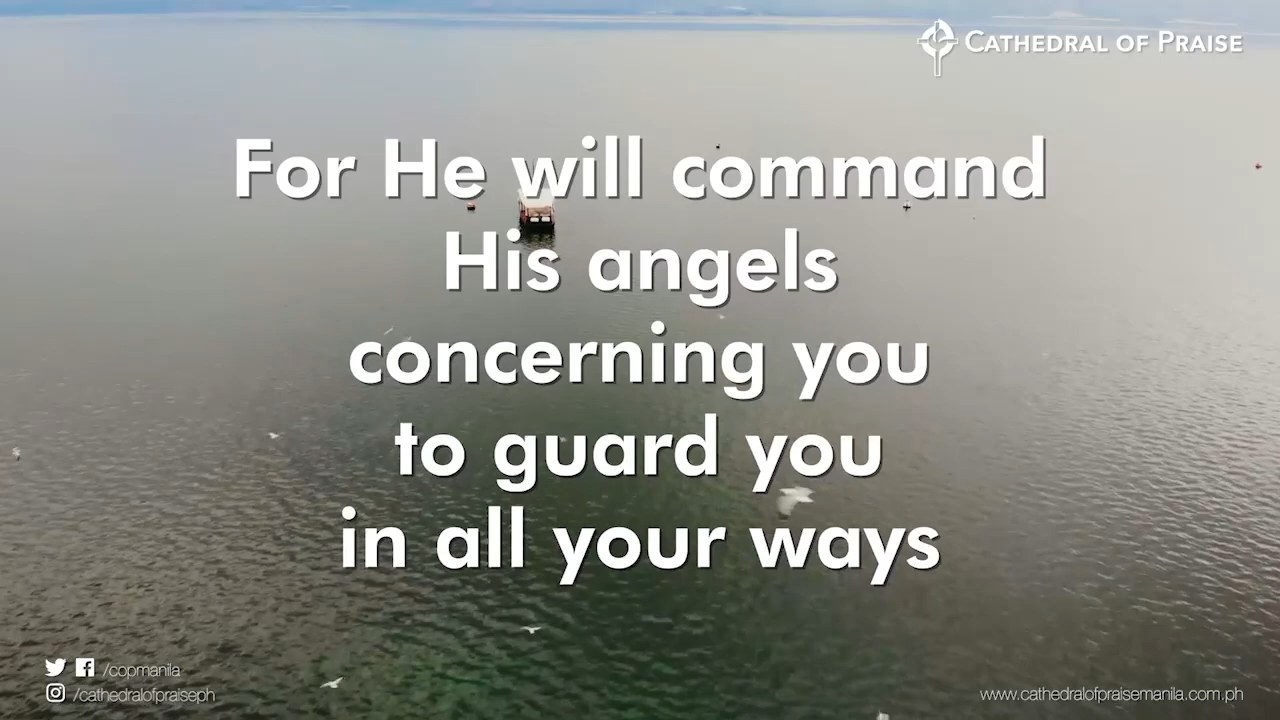 CATHEDRAL OF PRAISE
For He will command
His angels
concerning you
to guard you
in all your ways
/copmanila
/cathedralofpraiseph
www.cathedralofpraisemanila.com.ph